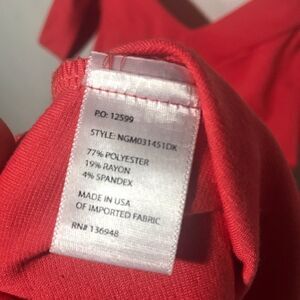 P.O: 12599
STYLE: NGM031451DK
77% POLYESTER
19% RAYON
4% SPANDEX
MADE IN USA
OF IMPORTED FABRIC
RN# 136948